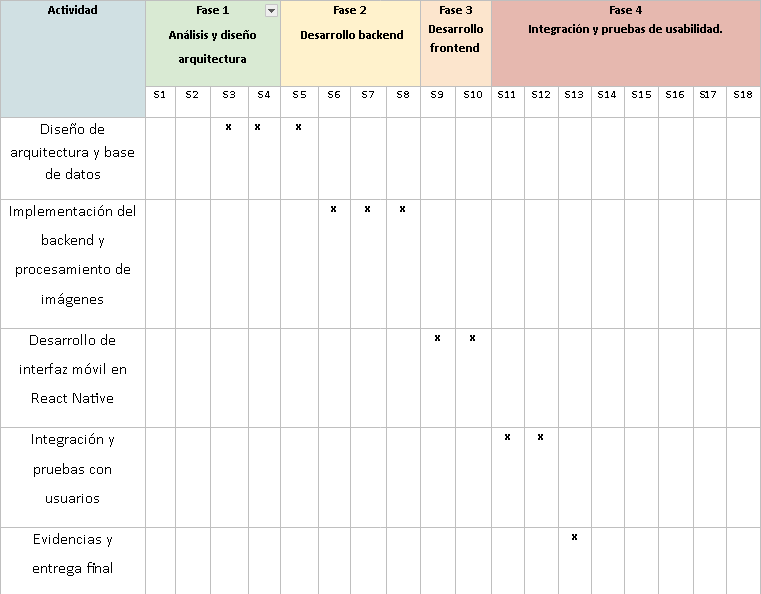 Actividad
Fase 1
Análisis y diseño
arquitectura
Fase 2
Desarrollo backend
Fase 3
Desarrollo
frontend
Fase 4
Integración y pruebas de usabilidad.
S1 S2 S3 S4 S5 S6 S7 S8 S9 S10 S11 S12 S13 S14 S15 S16 S17 S18
Diseño de
arquitectura y base
de datos
x x x
Implementación del
backend y
procesamiento de
imágenes
x x x
Desarrollo de
interfaz móvil en
React Native
x x
Integración y
pruebas con
usuarios
x x
Evidencias y
entrega final
x